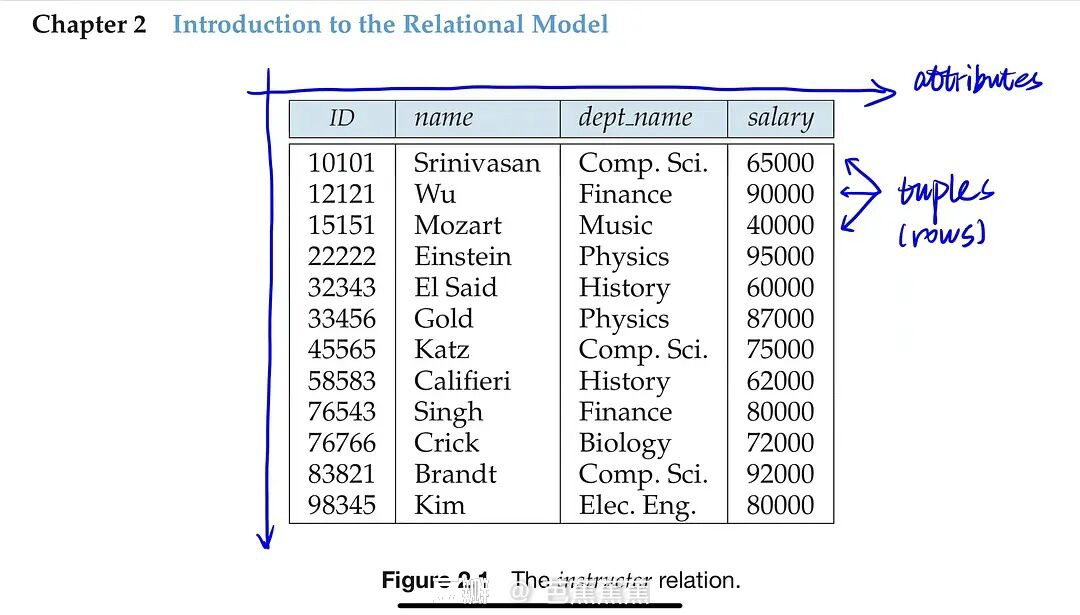 Chapter 2 Introduction to the Relational Model
attributes
ID name dept_name salary
10101 Srinivasan Comp. Sci. 65000
12121 Wu Finance 90000
15151 Mozart Music 40000
22222 Einstein Physics 95000
32343 El Said History 60000
33456 Gold Physics 87000
45565 Katz Comp. Sci. 75000
58583 Califieri History 62000
76543 Singh Finance 80000
76766 Crick Biology 72000
83821 Brandt Comp. Sci. 92000
98345 Kim Elec. Eng. 80000
tuples
(rows)
Figure 2.1 The instructor relation.